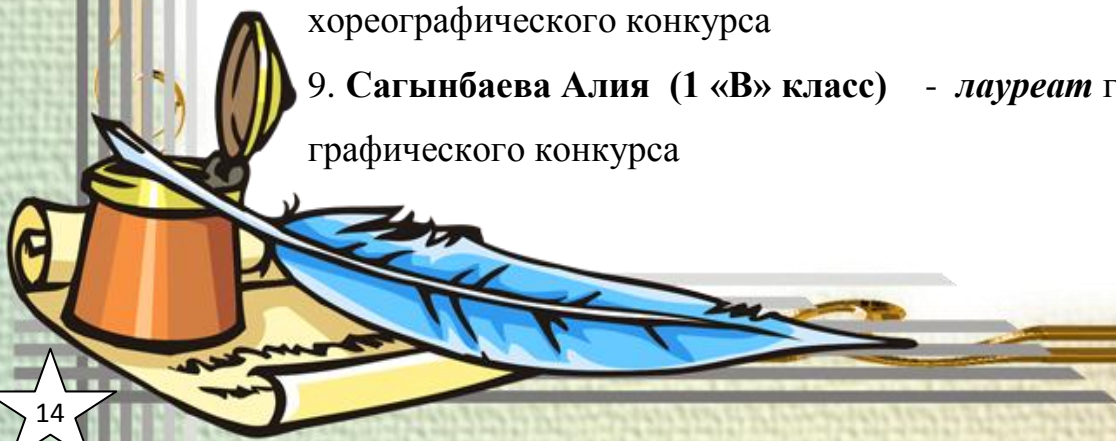 хореографического конкурса
9. Сагынбаева Алия (1 «В» класс) - лауреат
графического конкурса
14